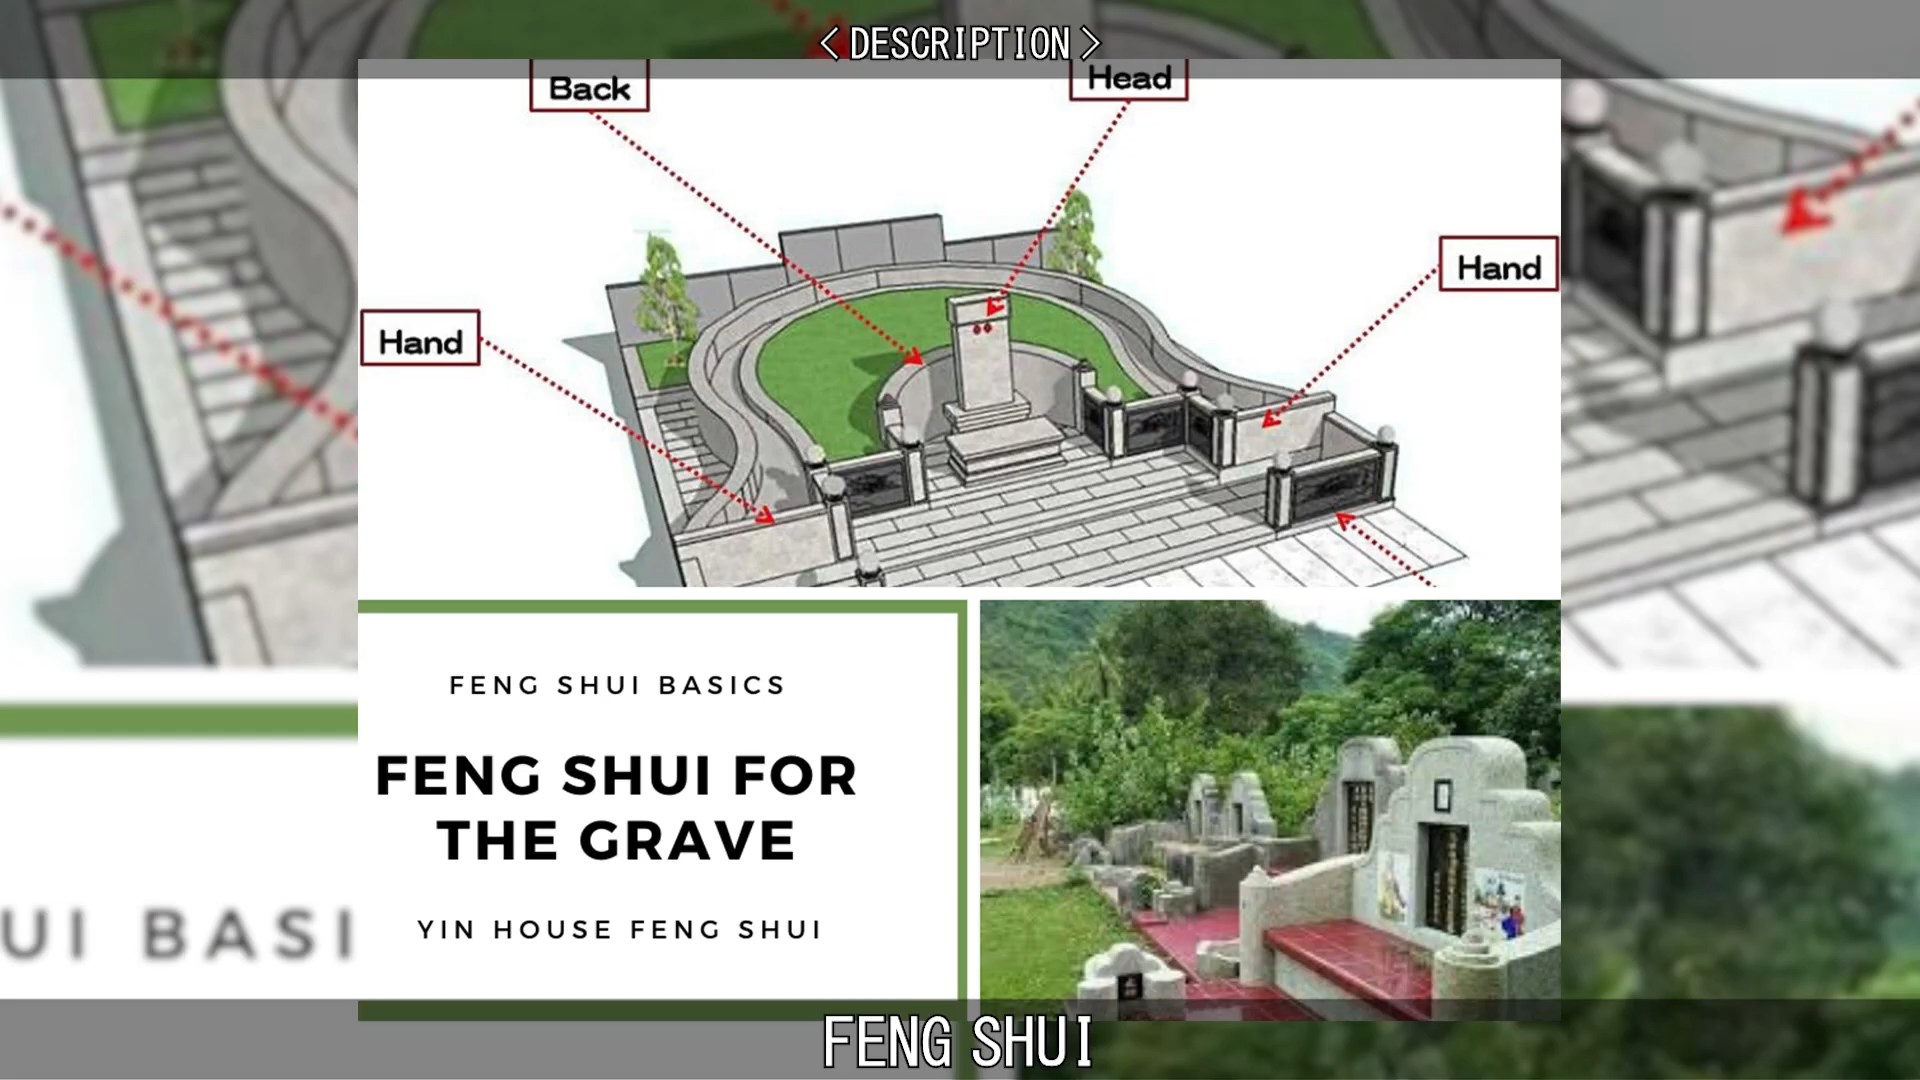 <DESCRIPTION>
Back
Head
Hand
Hand
FENG SHUI BASICS
FENG SHUI FOR
THE GRAVE
YIN HOUSE FENG SHUI
UI BASI
FENG SHUI